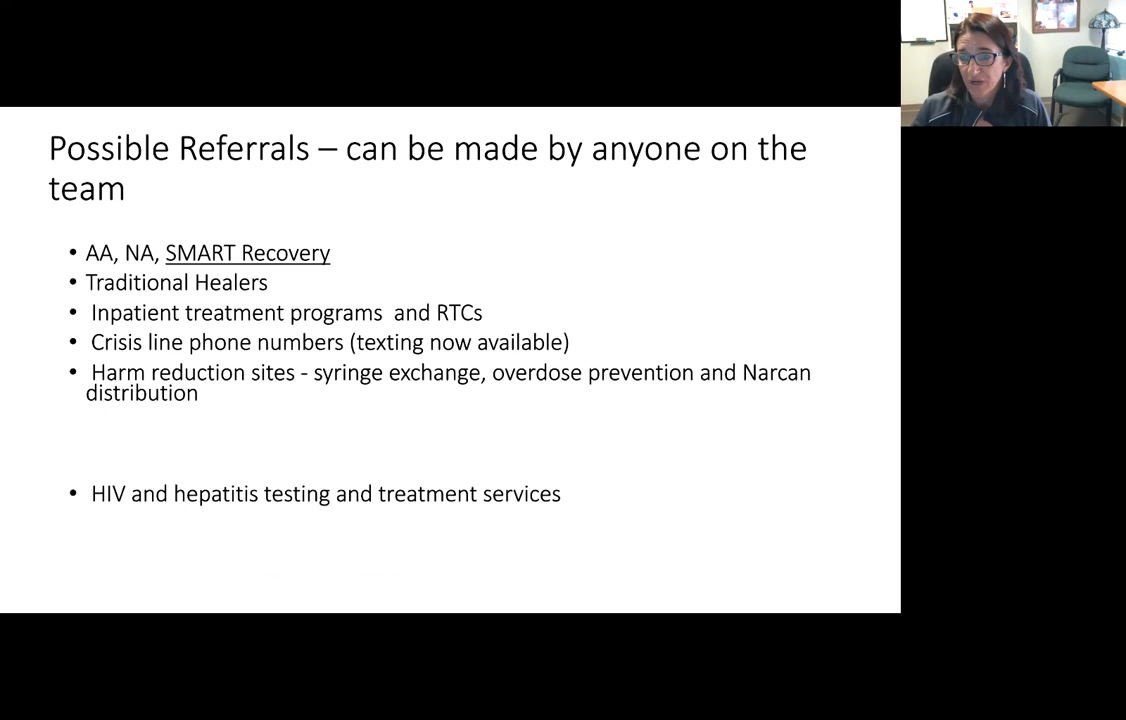 Possible Referrals – can be made by anyone on the
team
• AA, NA, SMART Recovery
• Traditional Healers
• Inpatient treatment programs and RTCs
• Crisis line phone numbers (texting now available)
• Harm reduction sites - syringe exchange, overdose prevention and Narcan
distribution
• HIV and hepatitis testing and treatment services